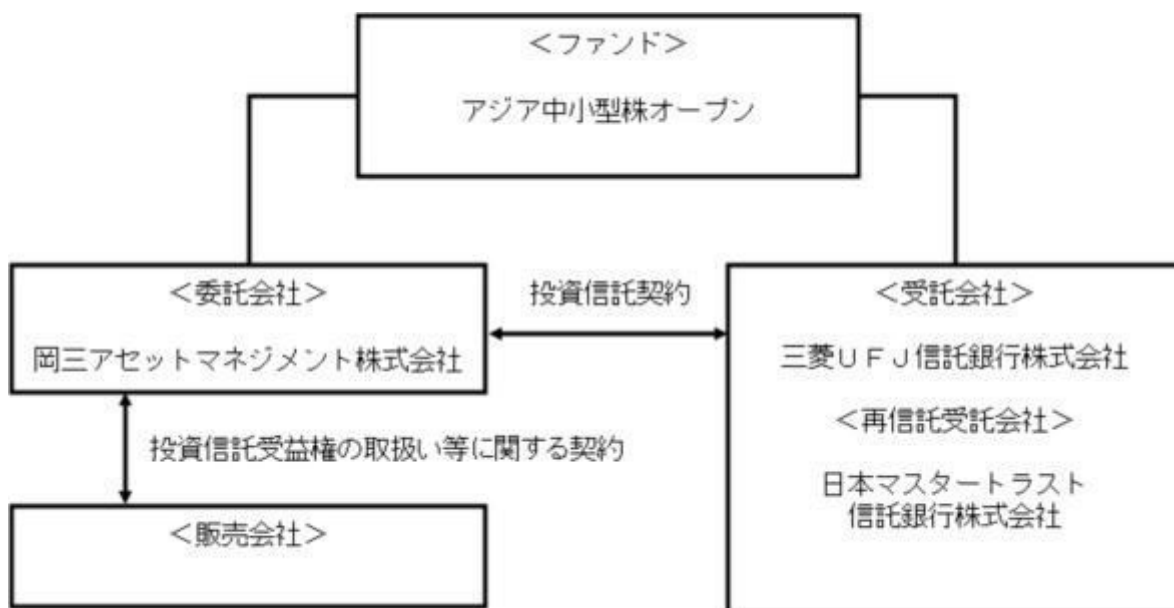 ＜ファンド＞
アジア中小型株オープン
＜委託会社＞
岡三アセットマネジメント株式会社
投資信託契約
＜受託会社＞
三菱ＵＦＪ信託銀行株式会社
＜再信託受託会社＞
日本マスタートラスト
信託銀行株式会社
投資信託受益権の取扱い等に関する契約
＜販売会社＞